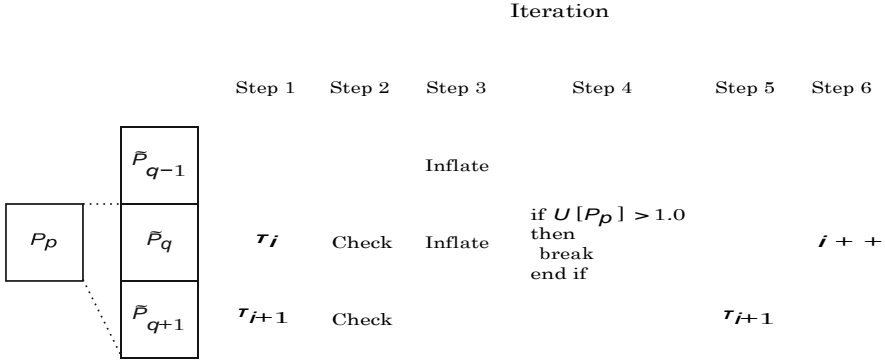 Iteration
Step 1 Step 2 Step 3 Step 4 Step 5 Step 6
P̃q−1 Inflate
Pp P̃q τi Check Inflate if U [Pp] > 1.0 i + +
then
break
end if
P̃q+1 τi+1 Check τi+1